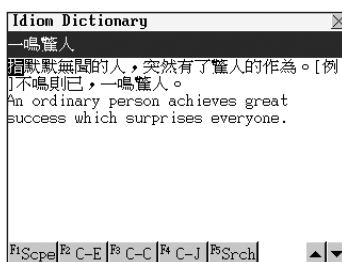 Idiom Dictionary
一鳴驚人
指默默無聞的人，突然有了驚人的作為。[例
]不鳴則已，一鳴驚人。
An ordinary person achieves great
success which surprises everyone.
F1Scpe F2 C-E F3 C-C F4 C-J F5Srch